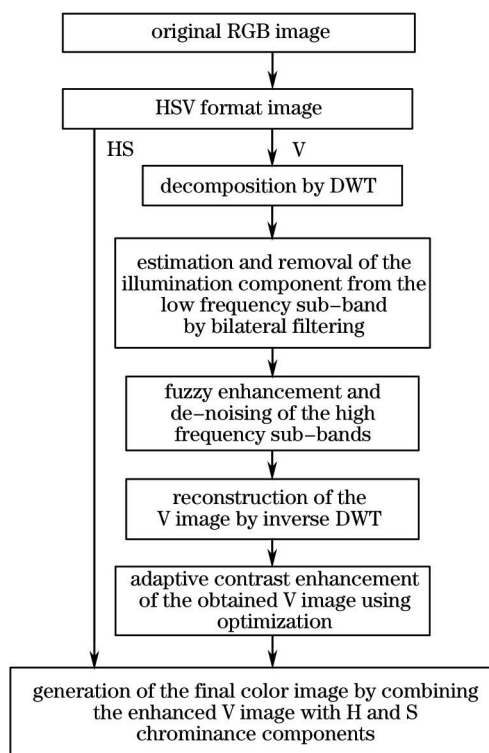 original RGB image
HSV format image
HS
V
decomposition by DWT
estimation and removal of the
illumination component from the
low frequency sub-band
by bilateral filtering
fuzzy enhancement and
de-noising of the high
frequency sub-bands
reconstruction of the
V image by inverse DWT
adaptive contrast enhancement
of the obtained V image using
optimization
generation of the final color image by combining
the enhanced V image with H and S
chrominance components